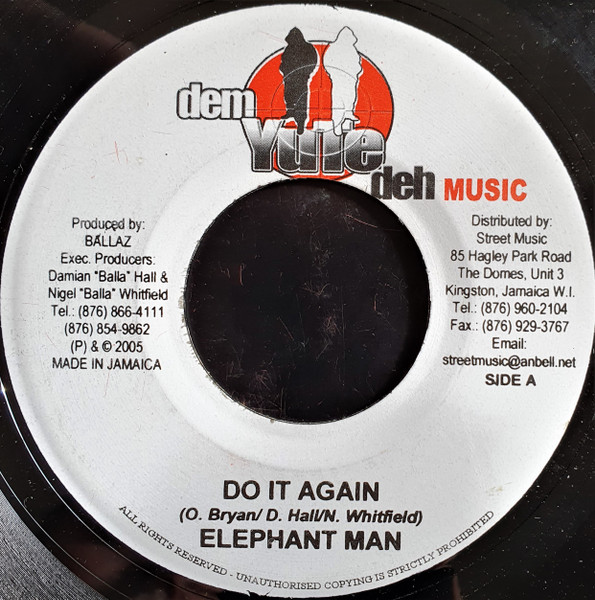 dem
Yute
deh MUSIC
Produced by:
BALLAZ
Exec. Producers:
Damian "Balla" Hall &
Nigel "Balla" Whitfield
Tel.: (876) 866-4111
(876) 854-9862
(P) & © 2005
MADE IN JAMAICA
Distributed by:
Street Music
85 Hagley Park Road
The Domes, Unit 3
Kingston, Jamaica W.I.
Tel.: (876) 960-2104
Fax.: (876) 929-3767
Email:
streetmusic@anbell.net
SIDE A
DO IT AGAIN
(O. Bryan/ D. Hall/N. Whitfield)
ELEPHANT MAN
ALL RIGHTS RESERVED - UNAUTHORISED COPYING IS STRICTLY PROHIBITED